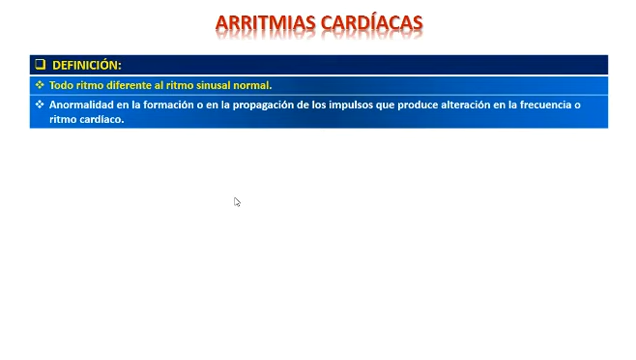 ARRITMIAS CARDÍACAS
DEFINICIÓN:
Todo ritmo diferente al ritmo sinusal normal.
Anormalidad en la formación o en la propagación de los impulsos que produce alteración en la frecuencia o
ritmo cardíaco.